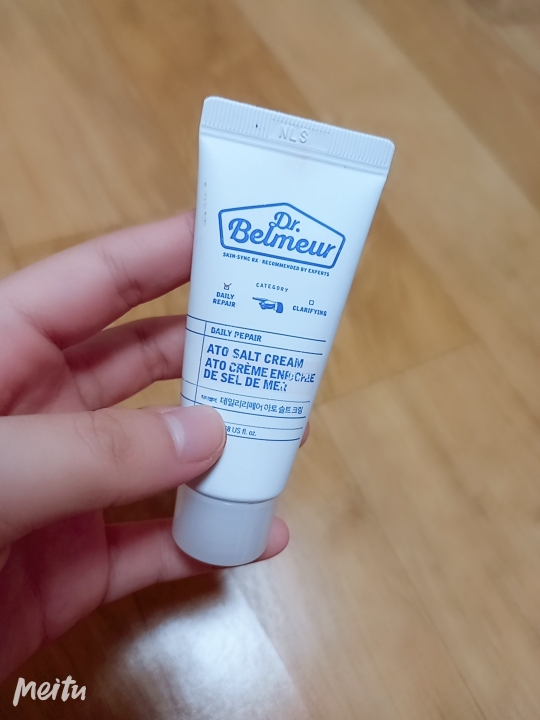 NLS
Dr.
Belmeur
SKIN-SYNC RX RECOMMENDED BY EXPERTS
CATEGORY
DAILY
REPAIR
CLARIFYING
DAILY REPAIR
ATO SALT CREAM
ATO CRÈME ENRICHIE
DE SEL DE MER
데일리리페어 아토 솔트 크림
US fl. oz.
Meitu